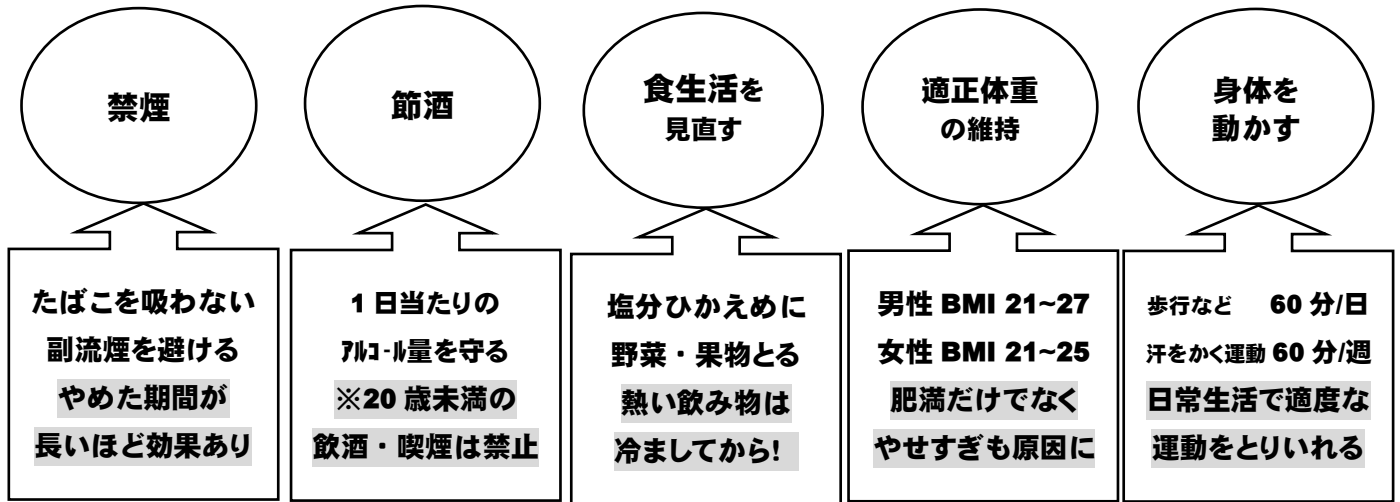 禁煙
節酒
食生活を
見直す
適正体重
の維持
身体を
動かす
たばこを吸わない
副流煙を避ける
やめた期間が
長いほど効果あり
1日当たりの
ｱﾙｺ-ﾙ量を守る
※20歳未満の
飲酒・喫煙は禁止
塩分ひかえめに
野菜・果物とる
熱い飲み物は
冷ましてから!
男性 BMI 21~27
女性 BMI 21~25
肥満だけでなく
やせすぎも原因に
歩行など 60分/日
汗をかく運動 60分/週
日常生活で適度な
運動をとりいれる